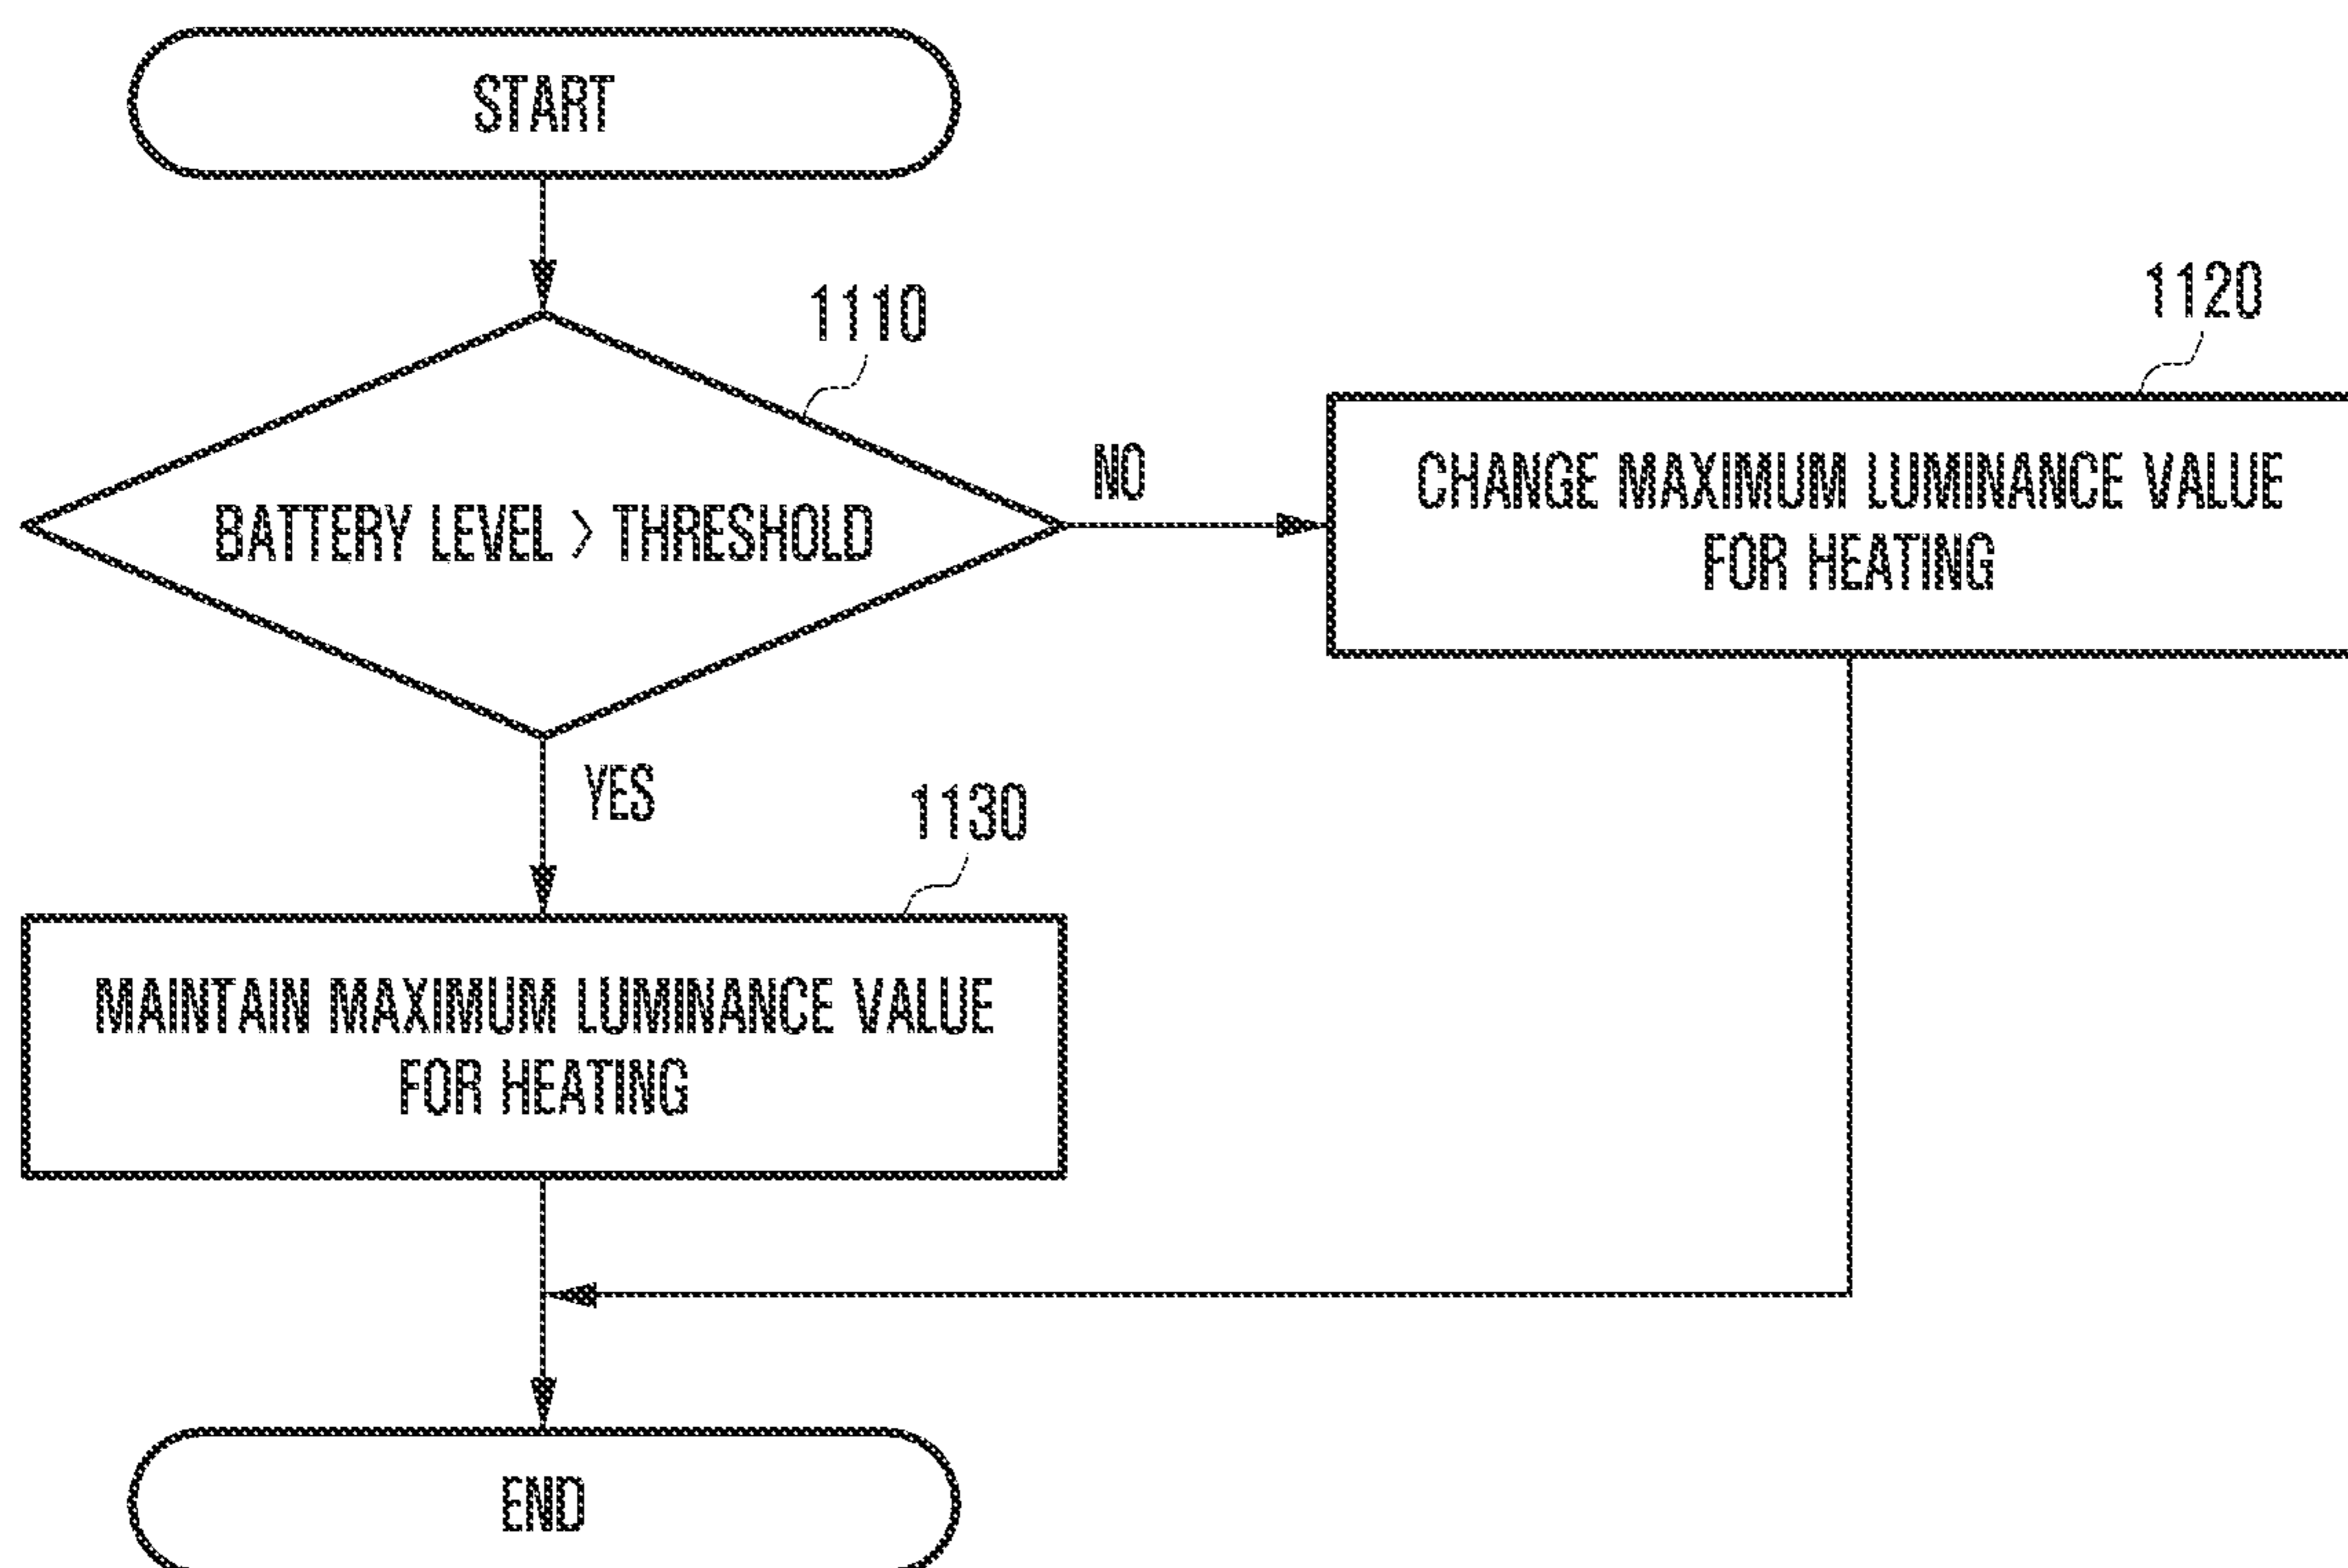 START
1110
BATTERY LEVEL > THRESHOLD
NO
1120
CHANGE MAXIMUM LUMINANCE VALUE
FOR HEATING
YES
1130
MAINTAIN MAXIMUM LUMINANCE VALUE
FOR HEATING
END